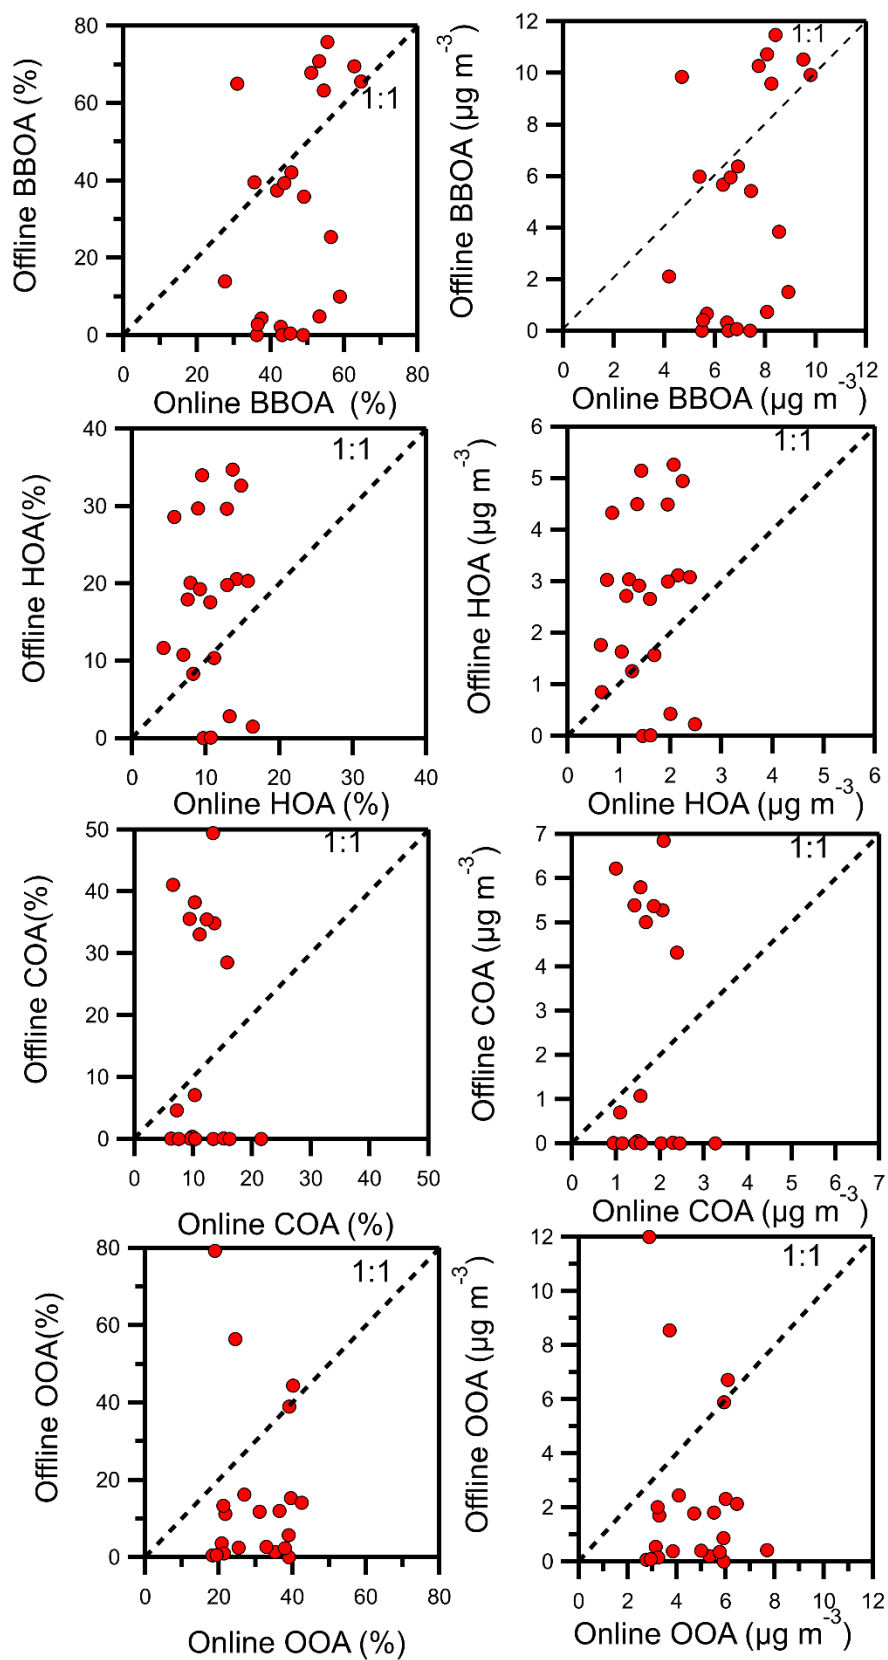 Offline BBOA (%)
80
60
40
20
0
1:1
0 20 40 60 80
Online BBOA (%)
Offline BBOA (µg m-3)
12
10
8
6
4
2
0
1:1
0 4 6 8 10 12
Online BBOA (µg m-3)
Offline HOA(%)
40
30
20
10
0
1:1
0 10 20 30 40
Online HOA (%)
Offline HOA (µg m-3)
6
5
4
3
2
1
0
1:1
0 1 2 3 4 5 6
Online HOA (µg m-3)
Offline COA(%)
50
40
30
20
10
0
1:1
0 10 20 30 40 50
Online COA (%)
Offline COA (µg m-3)
7
6
5
4
3
2
1
0
1:1
0 1 2 3 4 5 6 7
Online COA (µg m-3)
Offline OOA(%)
80
60
40
20
0
1:1
0 20 40 60 80
Online OOA (%)
Offline OOA (µg m-3)
12
10
8
6
4
2
0
1:1
0 2 4 6 8 10 12
Online OOA (µg m-3)